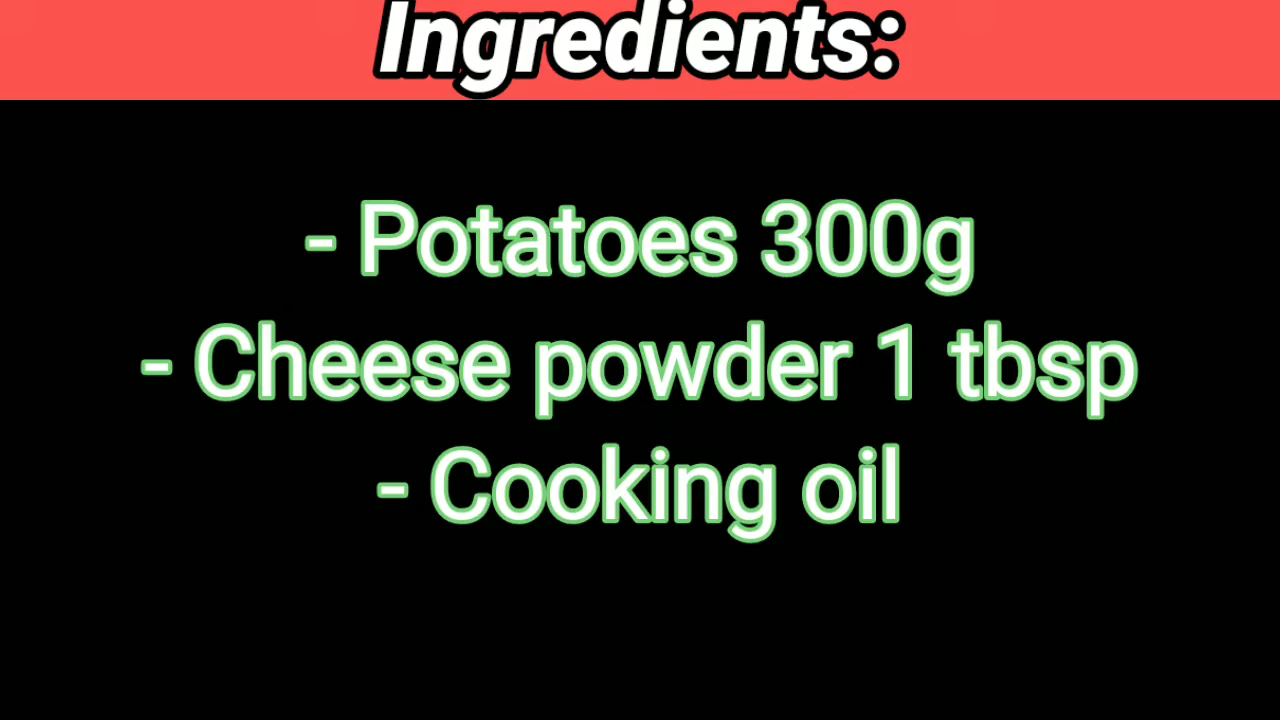 Ingredients:
- Potatoes 300g
- Cheese powder 1 tbsp
- Cooking oil